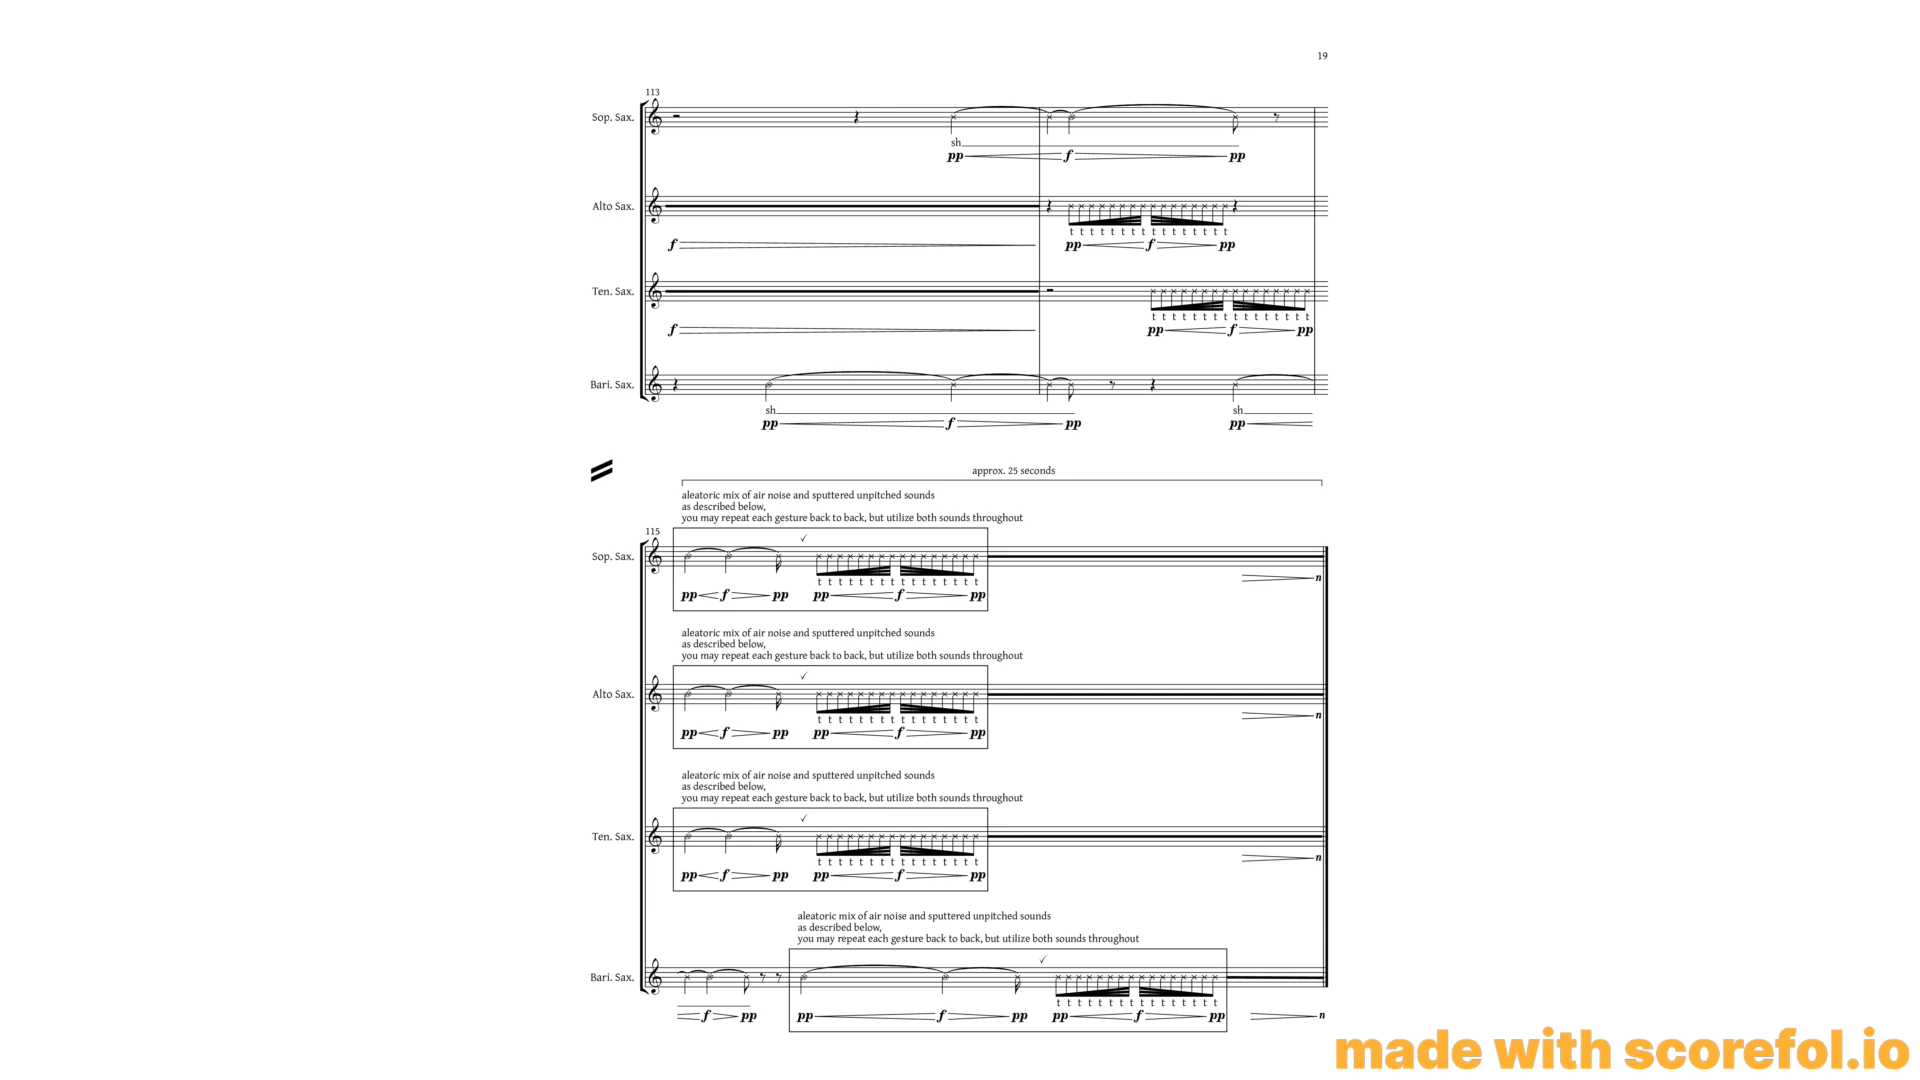 19
113
Sop. Sax.
sh
pp f pp
Alto Sax.
t t t t t t t t t t t t t t t t
f pp f pp
Ten. Sax.
t t t t t t t t t t t t t t t t
f pp f pp
Bari. Sax.
sh sh
pp f pp pp
approx. 25 seconds
aleatoric mix of air noise and sputtered unpitched sounds
as described below,
you may repeat each gesture back to back, but utilize both sounds throughout
115
Sop. Sax.
t t t t t t t t t t t t t t t t
n
pp f pp pp f pp
aleatoric mix of air noise and sputtered unpitched sounds
as described below,
you may repeat each gesture back to back, but utilize both sounds throughout
Alto Sax.
t t t t t t t t t t t t t t t t
n
pp f pp pp f pp
aleatoric mix of air noise and sputtered unpitched sounds
as described below,
you may repeat each gesture back to back, but utilize both sounds throughout
Ten. Sax.
t t t t t t t t t t t t t t t t
n
pp f pp pp f pp
aleatoric mix of air noise and sputtered unpitched sounds
as described below,
you may repeat each gesture back to back, but utilize both sounds throughout
Bari. Sax.
t t t t t t t t t t t t t t t t
f pp pp f pp pp f pp n
made with scorefol.io